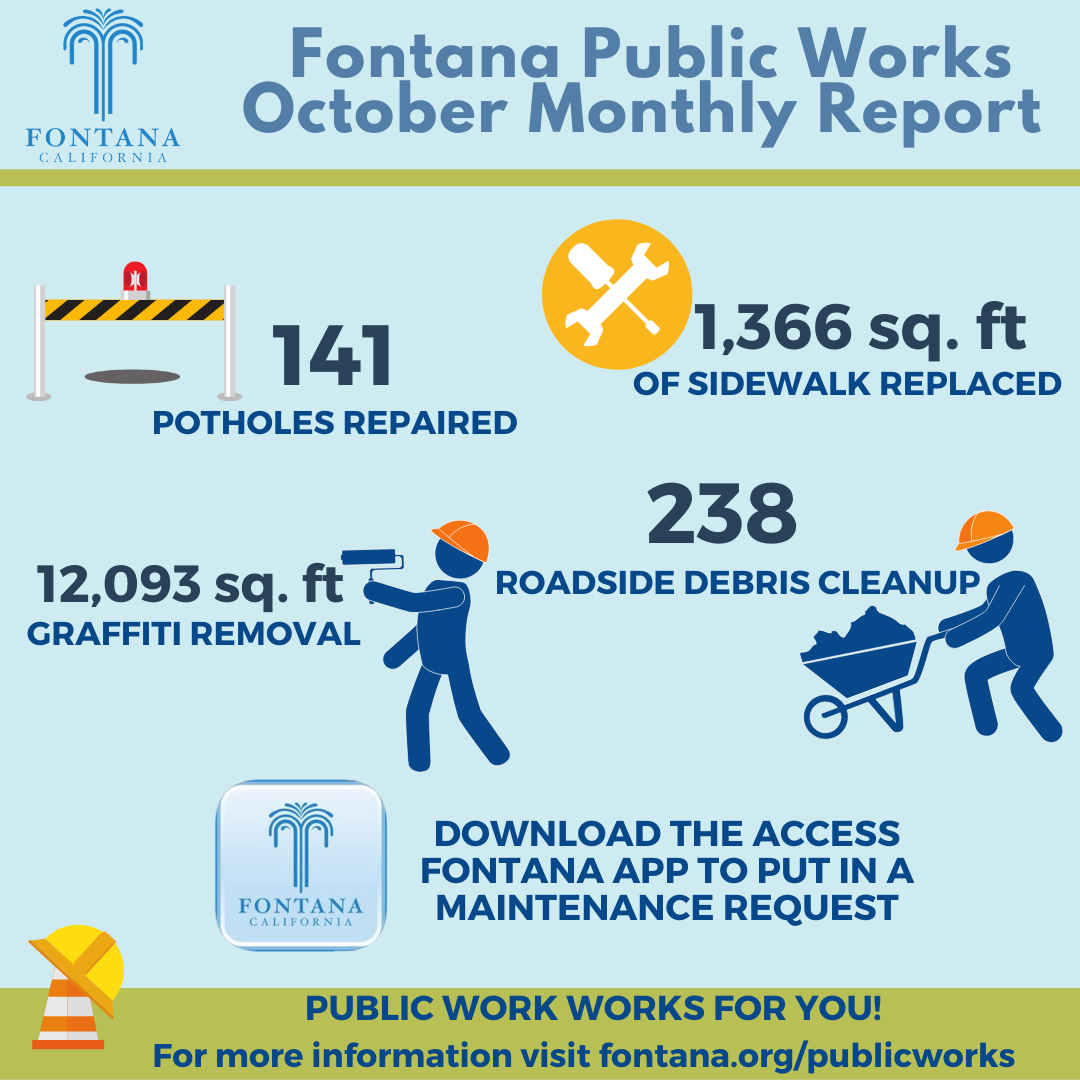 FONTANA
CALIFORNIA
Fontana Public Works
October Monthly Report
141
POTHOLES REPAIRED
1,366 sq. ft
OF SIDEWALK REPLACED
12,093 sq. ft
GRAFFITI REMOVAL
238
ROADSIDE DEBRIS CLEANUP
FONTANA
CALIFORNIA
DOWNLOAD THE ACCESS
FONTANA APP TO PUT IN A
MAINTENANCE REQUEST
PUBLIC WORK WORKS FOR YOU!
For more information visit fontana.org/publicworks